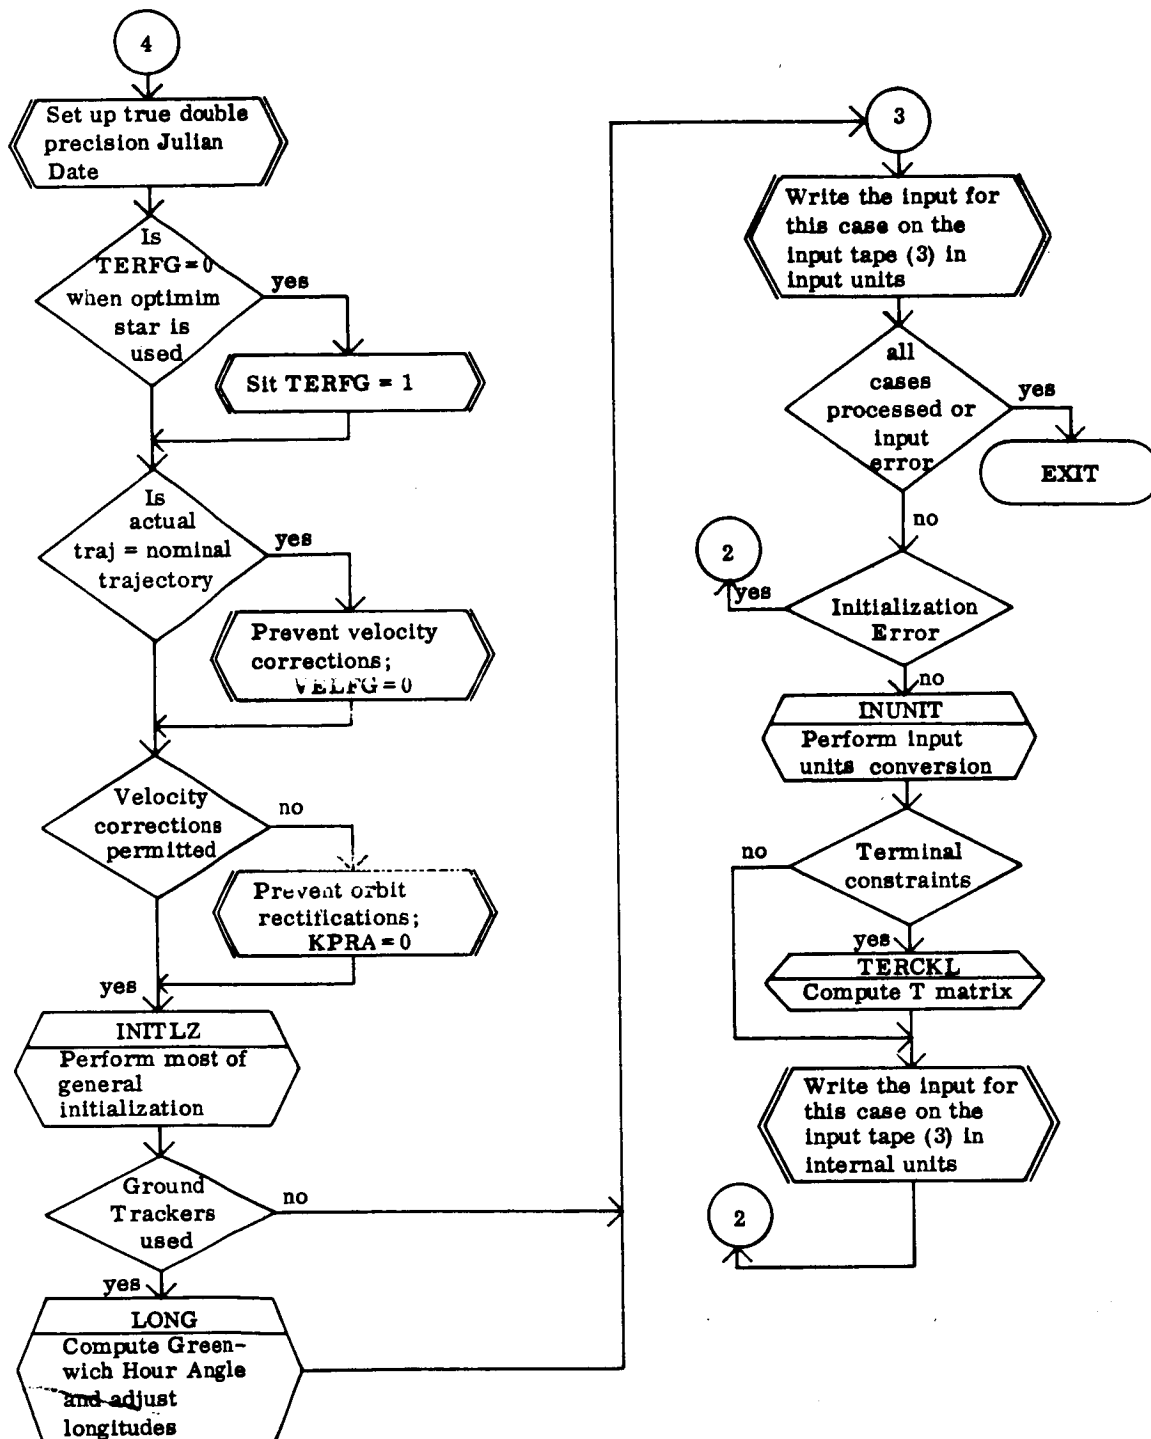 4
Set up true double
precision Julian
Date
Is
TERFG=0
when optimim
star is
used
yes
Sit TERFG = 1
Is
actual
traj = nominal
trajectory
yes
Prevent velocity
corrections;
VELFG=0
Velocity
corrections
permitted
no
Prevent orbit
rectifications;
KPRA=0
yes
INITLZ
Perform most of
general
initialization
Ground
Trackers
used
no
yes
LONG
Compute Green-
wich Hour Angle
and adjust
longitudes
3
Write the input for
this case on the
input tape (3) in
input units
all
cases
processed or
input
error
yes
EXIT
no
2
yes
Initialization
Error
no
INUNIT
Perform input
units conversion
no
Terminal
constraints
yes
TERCKL
Compute T matrix
Write the input for
this case on the
input tape (3) in
internal units
2